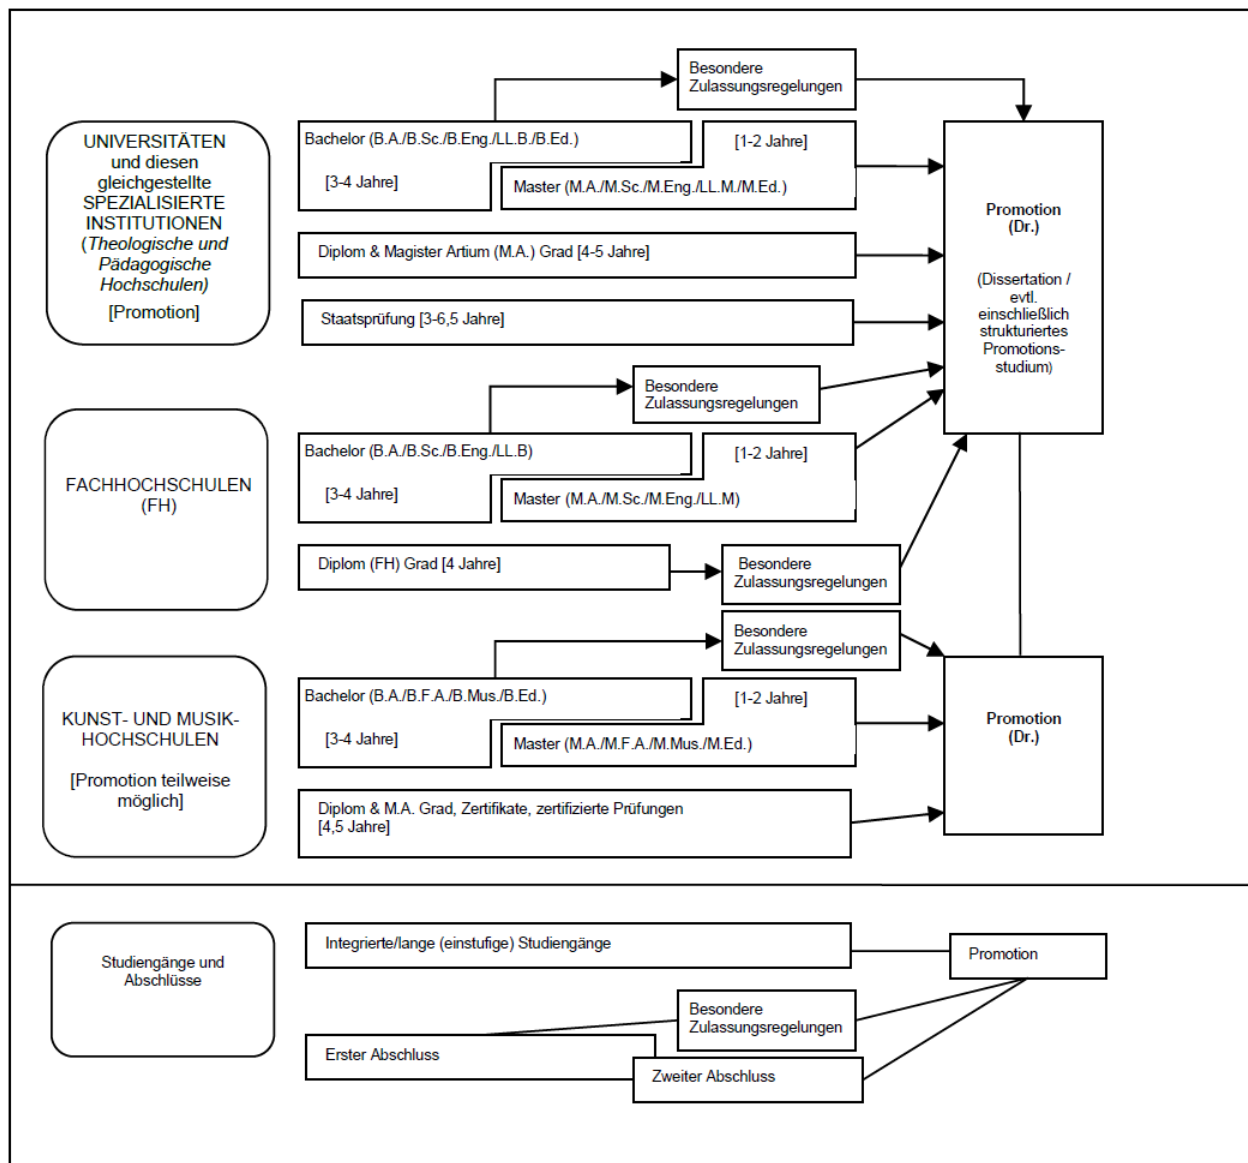 Besondere
Zulassungsregelungen
UNIVERSITÄTEN
und diesen
gleichgestellte
SPEZIALISIERTE
INSTITUTIONEN
(Theologische und
Pädagogische
Hochschulen)
[Promotion]
Bachelor (B.A./B.Sc./B.Eng./LL.B./B.Ed.)
[3-4 Jahre]
[1-2 Jahre]
Master (M.A./M.Sc./M.Eng./LL.M./M.Ed.)
Diplom & Magister Artium (M.A.) Grad [4-5 Jahre]
Staatsprüfung [3-6,5 Jahre]
Promotion
(Dr.)
(Dissertation /
evtl.
einschließlich
strukturiertes
Promotions-
studium)
Besondere
Zulassungsregelungen
FACHHOCHSCHULEN
(FH)
Bachelor (B.A./B.Sc./B.Eng./LL.B)
[3-4 Jahre]
[1-2 Jahre]
Master (M.A./M.Sc./M.Eng./LL.M)
Diplom (FH) Grad [4 Jahre]
Besondere
Zulassungsregelungen
Besondere
Zulassungsregelungen
KUNST- UND MUSIK-
HOCHSCHULEN
[Promotion teilweise
möglich]
Bachelor (B.A./B.F.A./B.Mus./B.Ed.)
[3-4 Jahre]
[1-2 Jahre]
Master (M.A./M.F.A./M.Mus./M.Ed.)
Diplom & M.A. Grad, Zertifikate, zertifizierte Prüfungen
[4,5 Jahre]
Promotion
(Dr.)
Studiengänge und
Abschlüsse
Integrierte/lange (einstufige) Studiengänge
Promotion
Besondere
Zulassungsregelungen
Erster Abschluss
Zweiter Abschluss